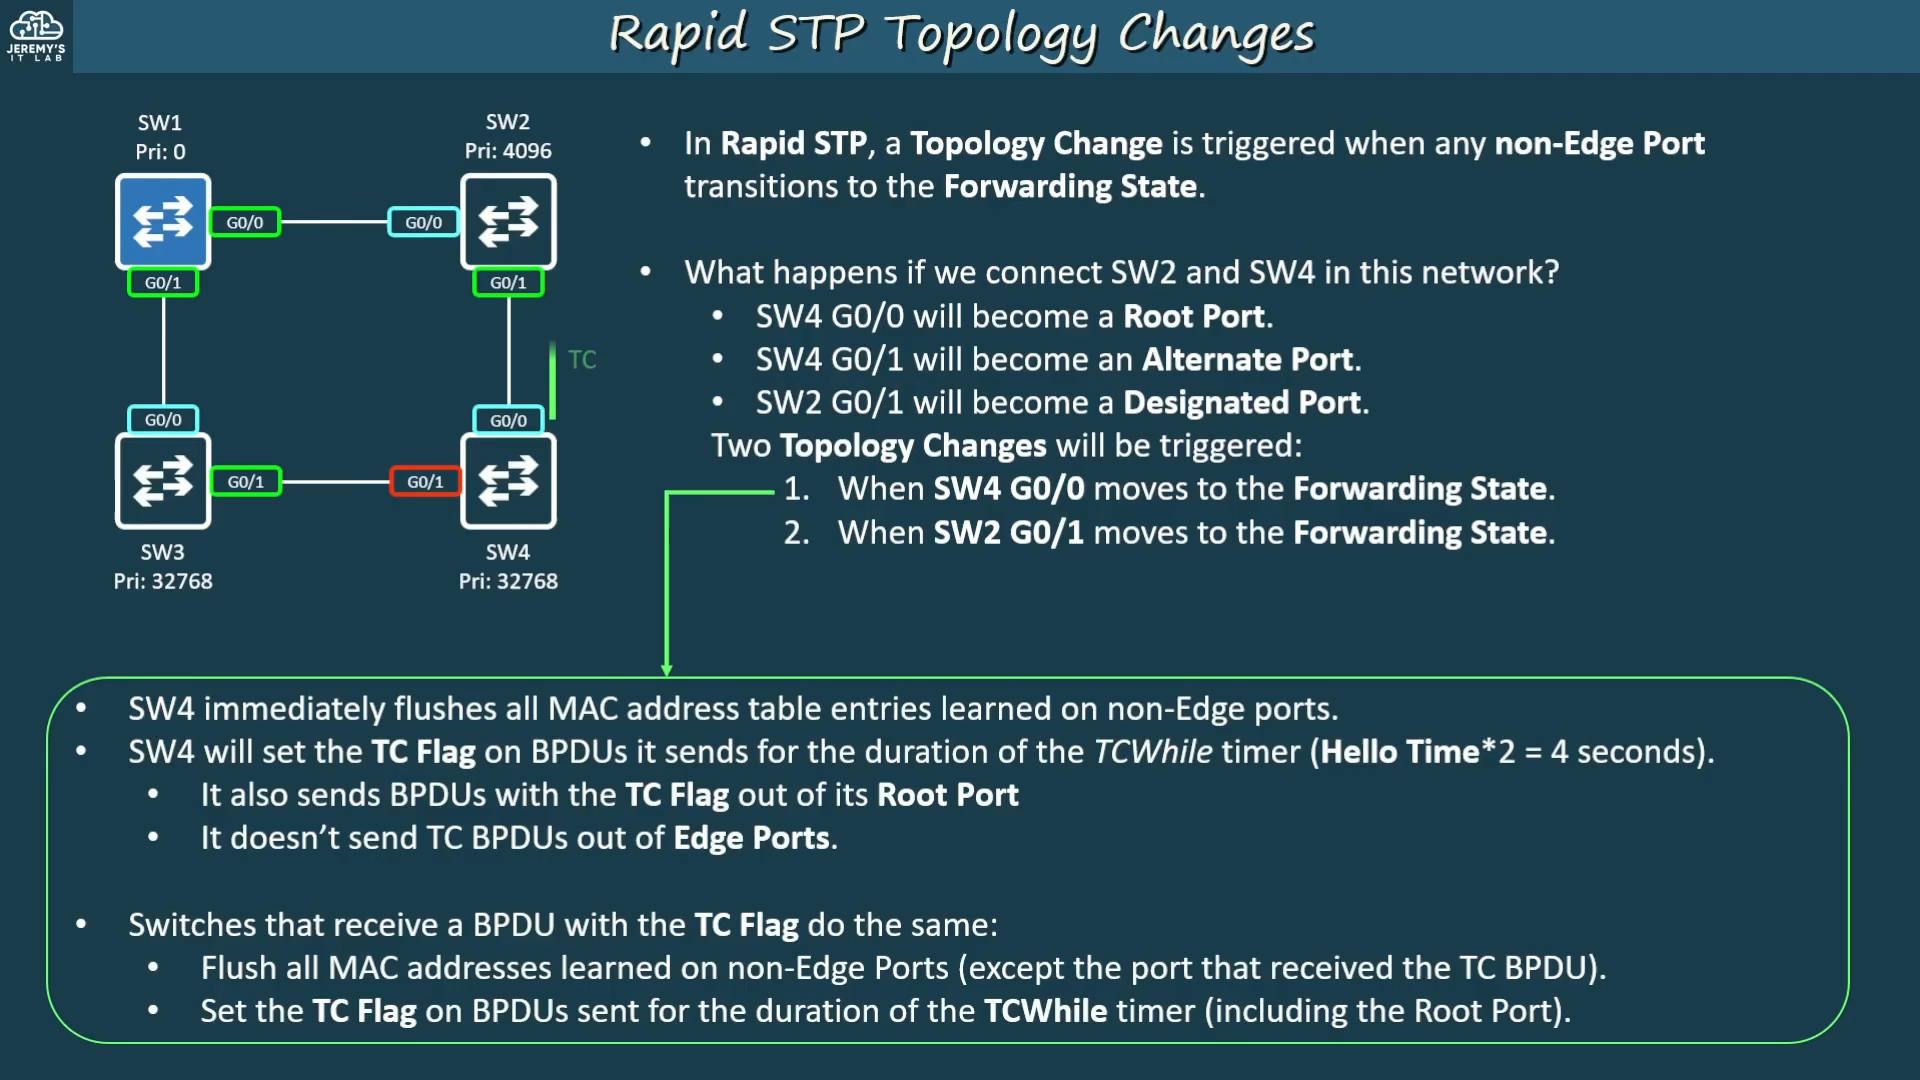 JEREMY'S
IT LAB
Rapid STP Topology Changes
SW1
Pri: 0
SW2
Pri: 4096
G0/0
G0/0
G0/1
G0/1
TC
G0/0
G0/0
G0/1
G0/1
SW3
Pri: 32768
SW4
Pri: 32768
• In Rapid STP, a Topology Change is triggered when any non-Edge Port
transitions to the Forwarding State.
• What happens if we connect SW2 and SW4 in this network?
• SW4 G0/0 will become a Root Port.
• SW4 G0/1 will become an Alternate Port.
• SW2 G0/1 will become a Designated Port.
Two Topology Changes will be triggered:
1. When SW4 G0/0 moves to the Forwarding State.
2. When SW2 G0/1 moves to the Forwarding State.
• SW4 immediately flushes all MAC address table entries learned on non-Edge ports.
• SW4 will set the TC Flag on BPDUs it sends for the duration of the TCWhile timer (Hello Time*2 = 4 seconds).
• It also sends BPDUs with the TC Flag out of its Root Port
• It doesn't send TC BPDUs out of Edge Ports.
• Switches that receive a BPDU with the TC Flag do the same:
• Flush all MAC addresses learned on non-Edge Ports (except the port that received the TC BPDU).
• Set the TC Flag on BPDUs sent for the duration of the TCWhile timer (including the Root Port).